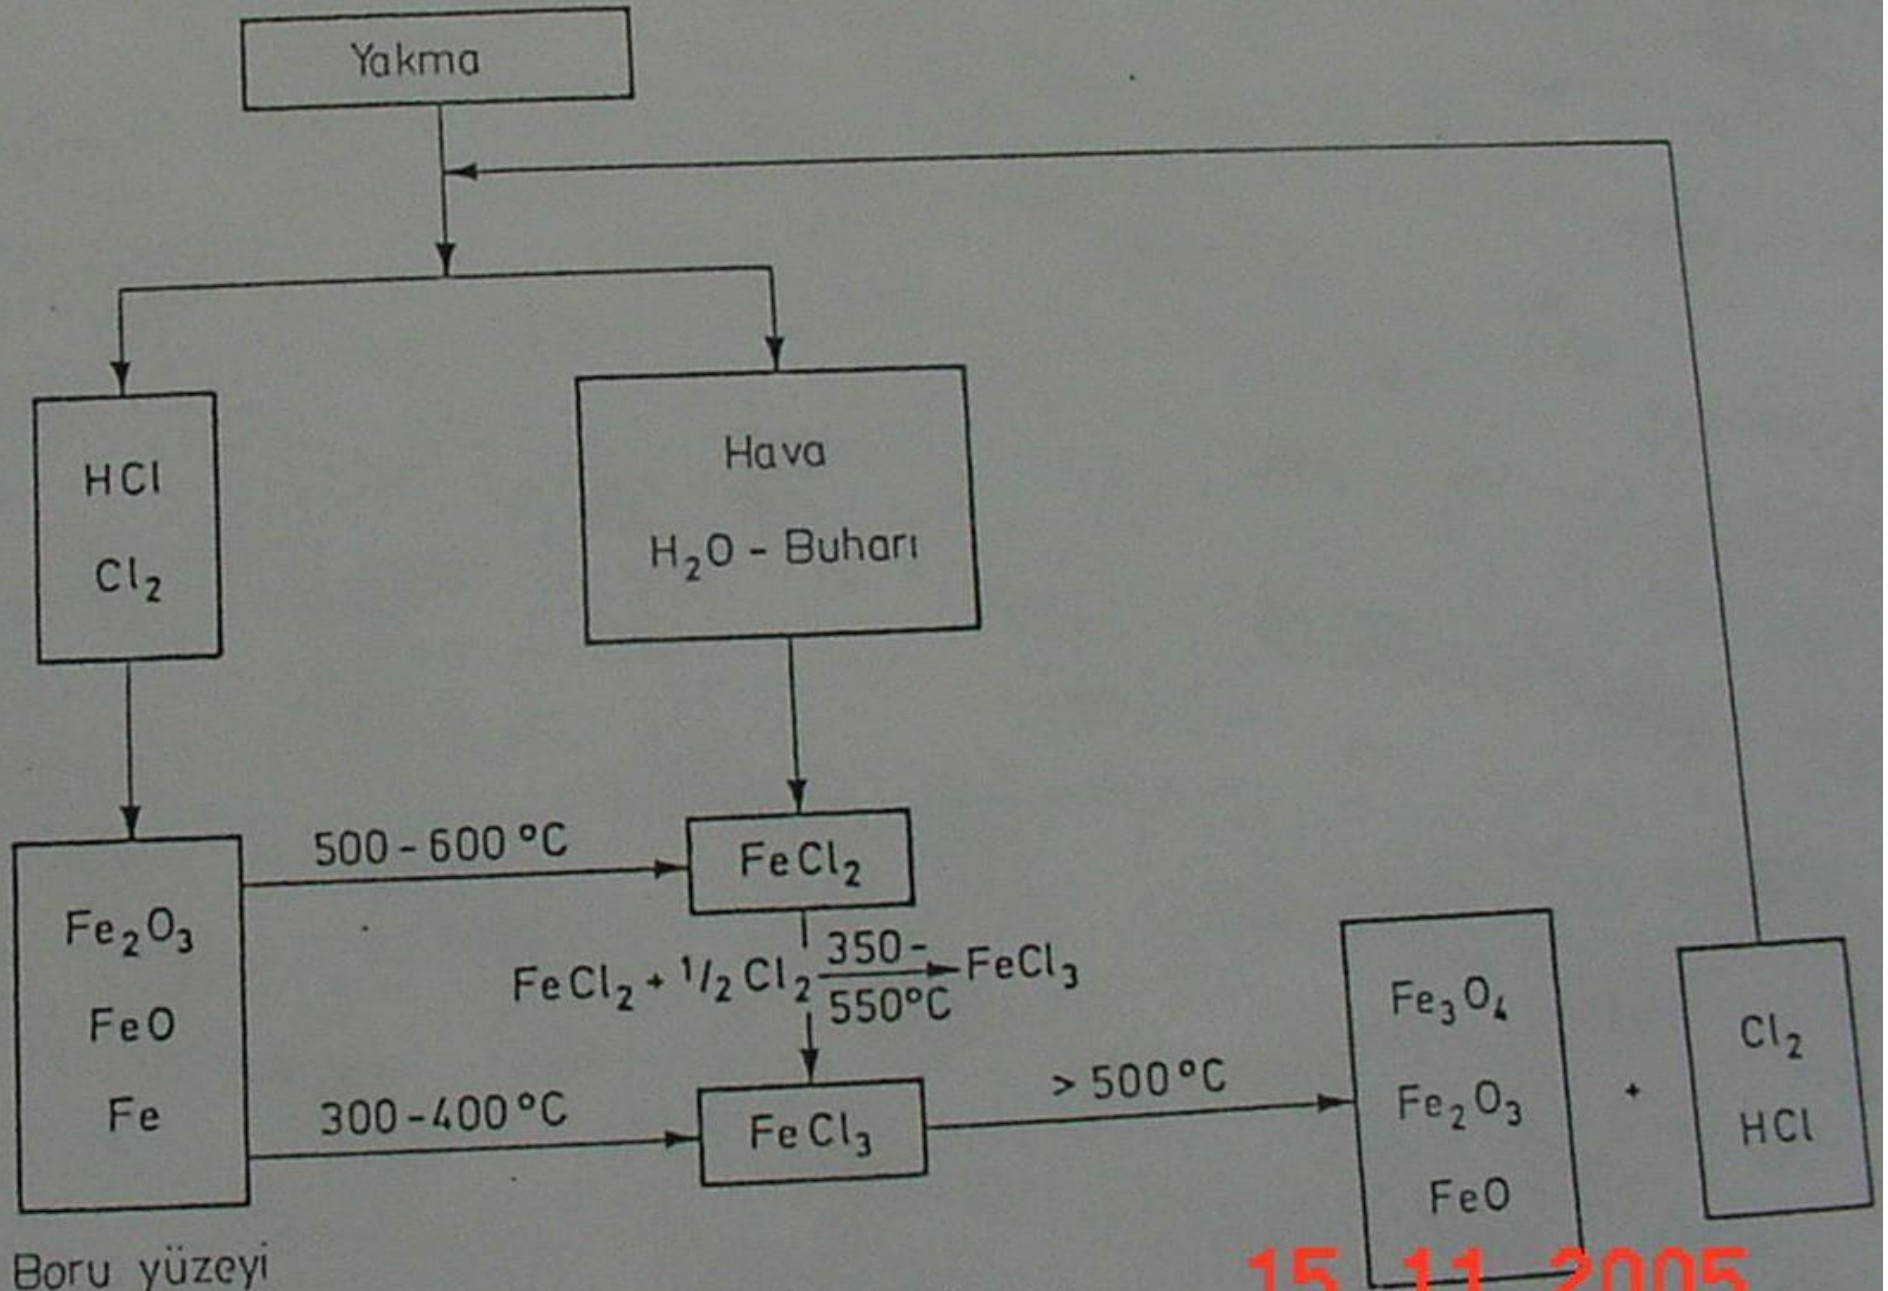 Yakma
HCl
Cl₂
Hava
H₂O - Buharı
500-600 °C
FeCl₂
Fe₂O₃
FeO
Fe
FeCl₂ + ½ Cl₂ 350-550°C FeCl₃
300-400 °C
FeCl₃
> 500 °C
Fe₃O₄
Fe₂O₃
FeO
+
Cl₂
HCl
Boru yüzeyi
15 11 2005